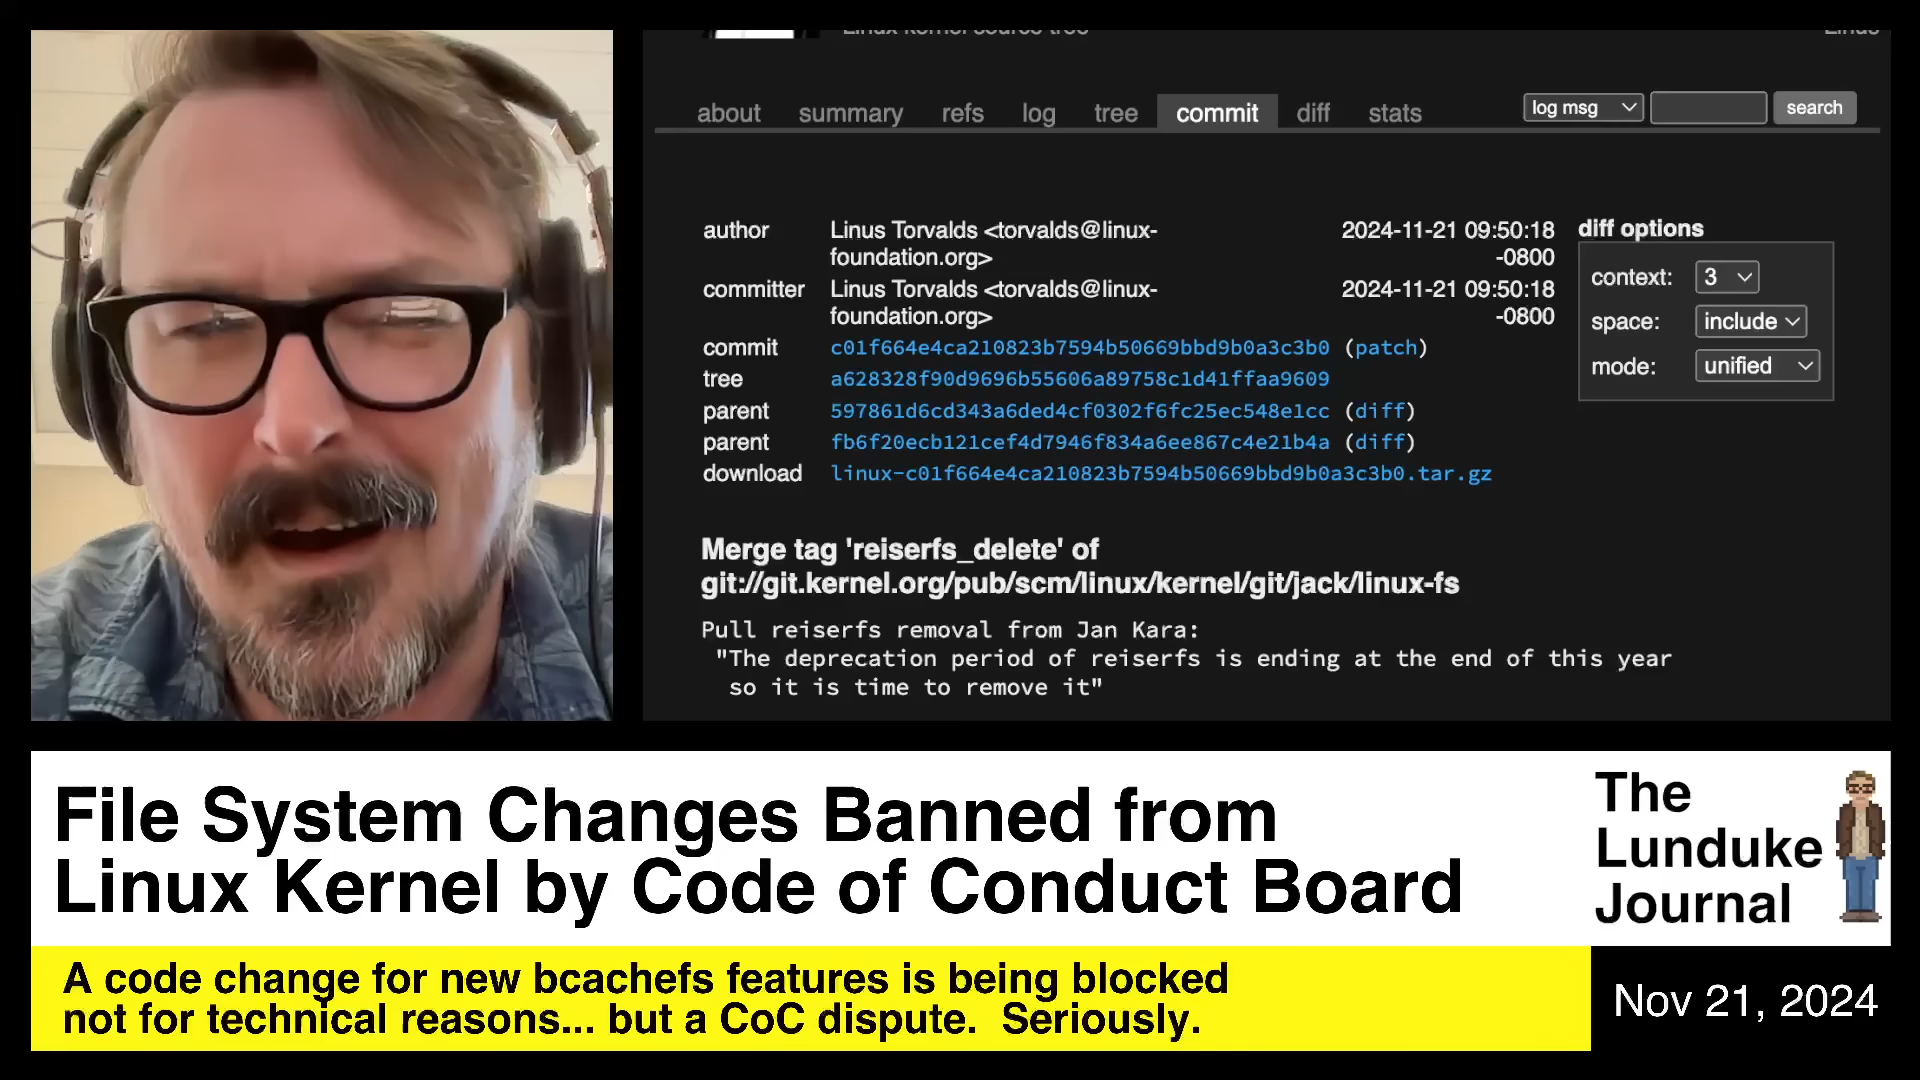 Linux kernel source tree
Linus
about summary refs log tree commit diff stats
log msg
search
author Linus Torvalds <torvalds@linux-foundation.org> 2024-11-21 09:50:18 -0800
committer Linus Torvalds <torvalds@linux-foundation.org> 2024-11-21 09:50:18 -0800
commit c01f664e4ca210823b7594b50669bbd9b0a3c3b0 (patch)
tree a628328f90d9696b55606a89758c1d41ffaa9609
parent 597861d6cd343a6ded4cf0302f6fc25ec548e1cc (diff)
parent fb6f20ecb121cef4d7946f834a6ee867c4e21b4a (diff)
download linux-c01f664e4ca210823b7594b50669bbd9b0a3c3b0.tar.gz
diff options
context: 3
space: include
mode: unified
Merge tag 'reiserfs_delete' of
git://git.kernel.org/pub/scm/linux/kernel/git/jack/linux-fs
Pull reiserfs removal from Jan Kara:
"The deprecation period of reiserfs is ending at the end of this year
so it is time to remove it"
File System Changes Banned from
Linux Kernel by Code of Conduct Board
The
Lunduke
Journal
A code change for new bcachefs features is being blocked
not for technical reasons... but a CoC dispute. Seriously.
Nov 21, 2024